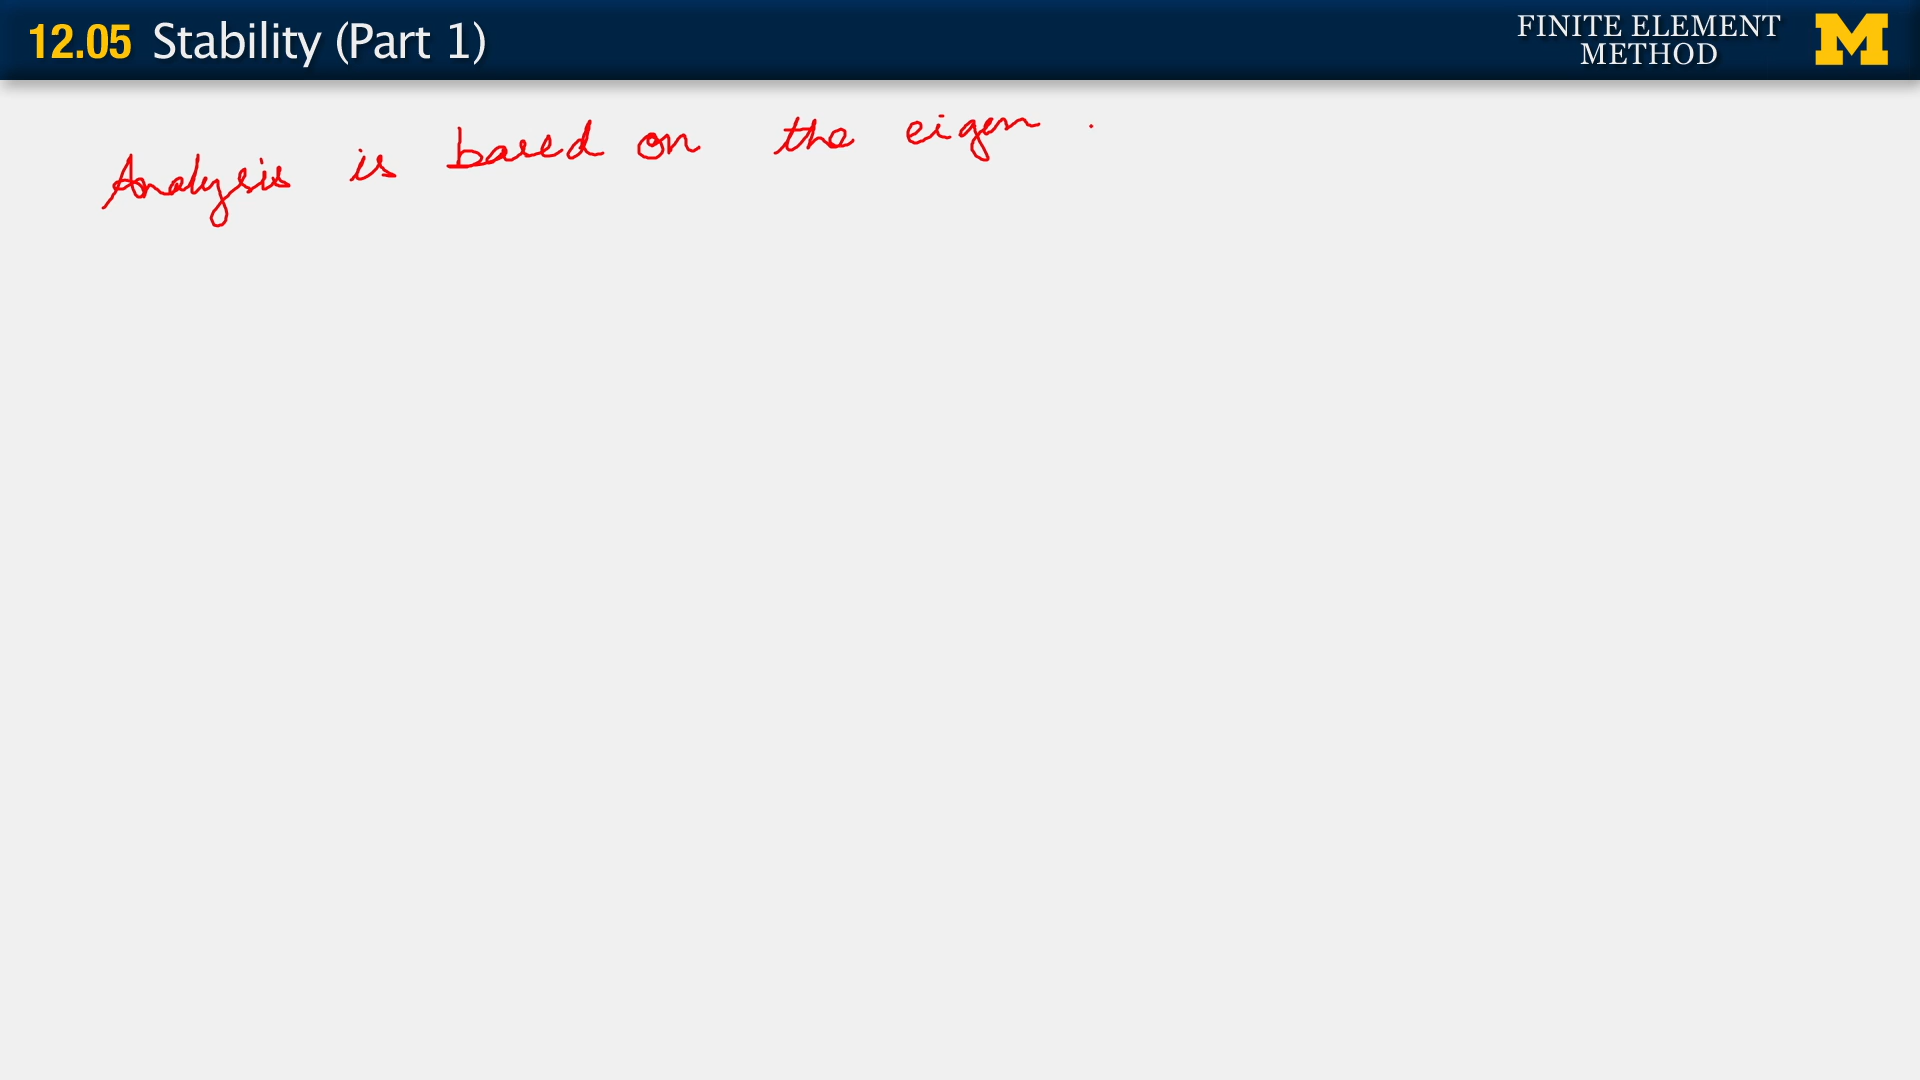 12.05 Stability (Part 1)
FINITE ELEMENT
METHOD
M
Analysis is based on the eigen